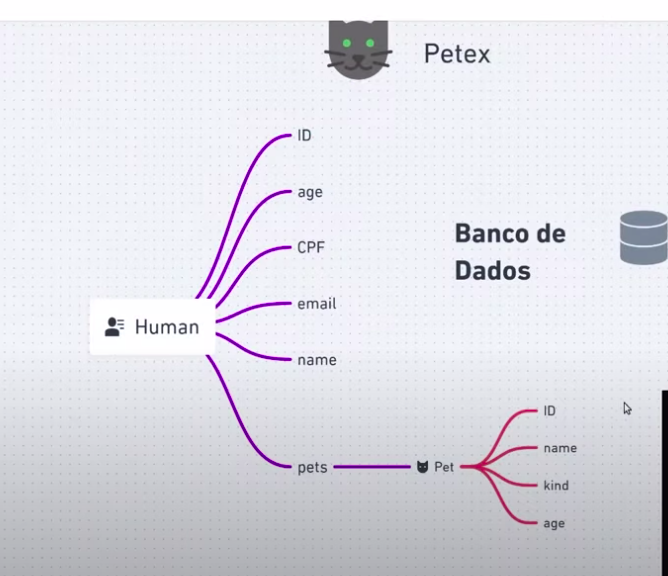 Petex
ID
age
CPF
Banco de
Dados
email
Human
name
pets
Pet
ID
name
kind
age